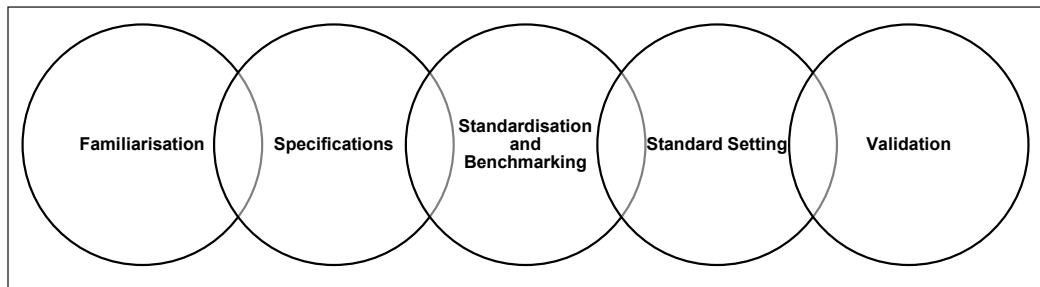 Familiarisation
Specifications
Standardisation
and
Benchmarking
Standard Setting
Validation